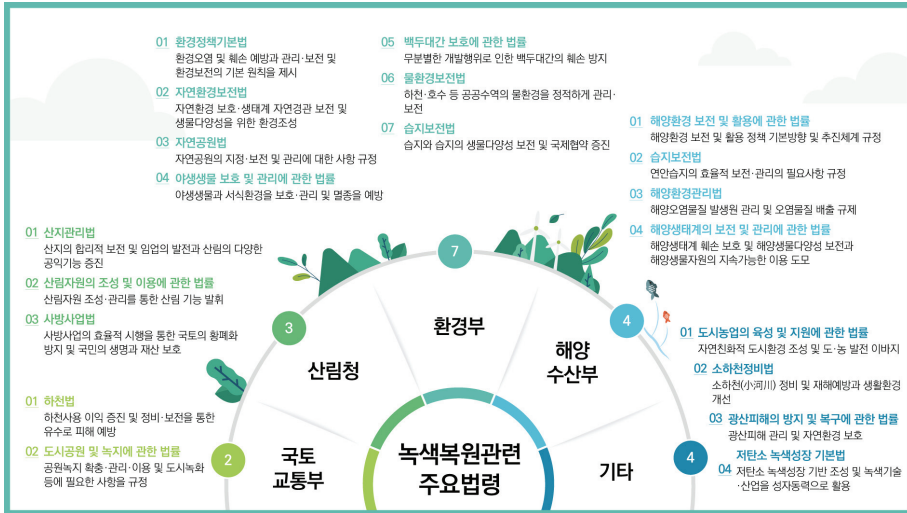 01 환경정책기본법
환경오염 및 훼손 예방과 관리·보전 및
환경보전의 기본 원칙을 제시
02 자연환경보전법
자연환경 보호·생태계 자연경관 보전 및
생물다양성을 위한 환경조성
03 자연공원법
자연공원의 지정·보전 및 관리에 대한 사항 규정
04 야생생물 보호 및 관리에 관한 법률
야생생물과 서식환경을 보호·관리 및 멸종을 예방
05 백두대간 보호에 관한 법률
무분별한 개발행위로 인한 백두대간의 훼손 방지
06 물환경보전법
하천·호수 등 공공수역의 물환경을 정적하게 관리·
보전
07 습지보전법
습지와 습지의 생물다양성 보전 및 국제협약 증진
01 해양환경 보전 및 활용에 관한 법률
해양환경 보전 및 활용 정책 기본방향 및 추진체계 규정
02 습지보전법
연안습지의 효율적 보전·관리의 필요사항 규정
03 해양환경관리법
해양오염물질 발생원 관리 및 오염물질 배출 규제
04 해양생태계의 보전 및 관리에 관한 법률
해양생태계 훼손 보호 및 해양생물다양성 보전과
해양생물자원의 지속가능한 이용 도모
01 산지관리법
산지의 합리적 보전 및 임업의 발전과 산림의 다양한
공익기능 증진
02 산림자원의 조성 및 이용에 관한 법률
산림자원 조성·관리를 통한 산림 기능 발휘
03 사방사업법
사방사업의 효율적 시행을 통한 국토의 황폐화
방지 및 국민의 생명과 재산 보호
01 하천법
하천사용 이익 증진 및 정비·보전을 통한
유수로 피해 예방
02 도시공원 및 녹지에 관한 법률
공원녹지 확충·관리·이용 및 도시녹화
등에 필요한 사항을 규정
01 도시농업의 육성 및 지원에 관한 법률
자연친화적 도시환경 조성 및 도·농 발전 이바지
02 소하천정비법
소하천(小河川) 정비 및 재해예방과 생활환경
개선
03 광산피해의 방지 및 복구에 관한 법률
광산피해 관리 및 자연환경 보호
저탄소 녹색성장 기본법
04 저탄소 녹색성장 기반 조성 및 녹색기술
·산업을 성자동력으로 활용
2
국토
교통부
3
산림청
7
환경부
4
해양
수산부
4
기타
녹색복원관련
주요법령